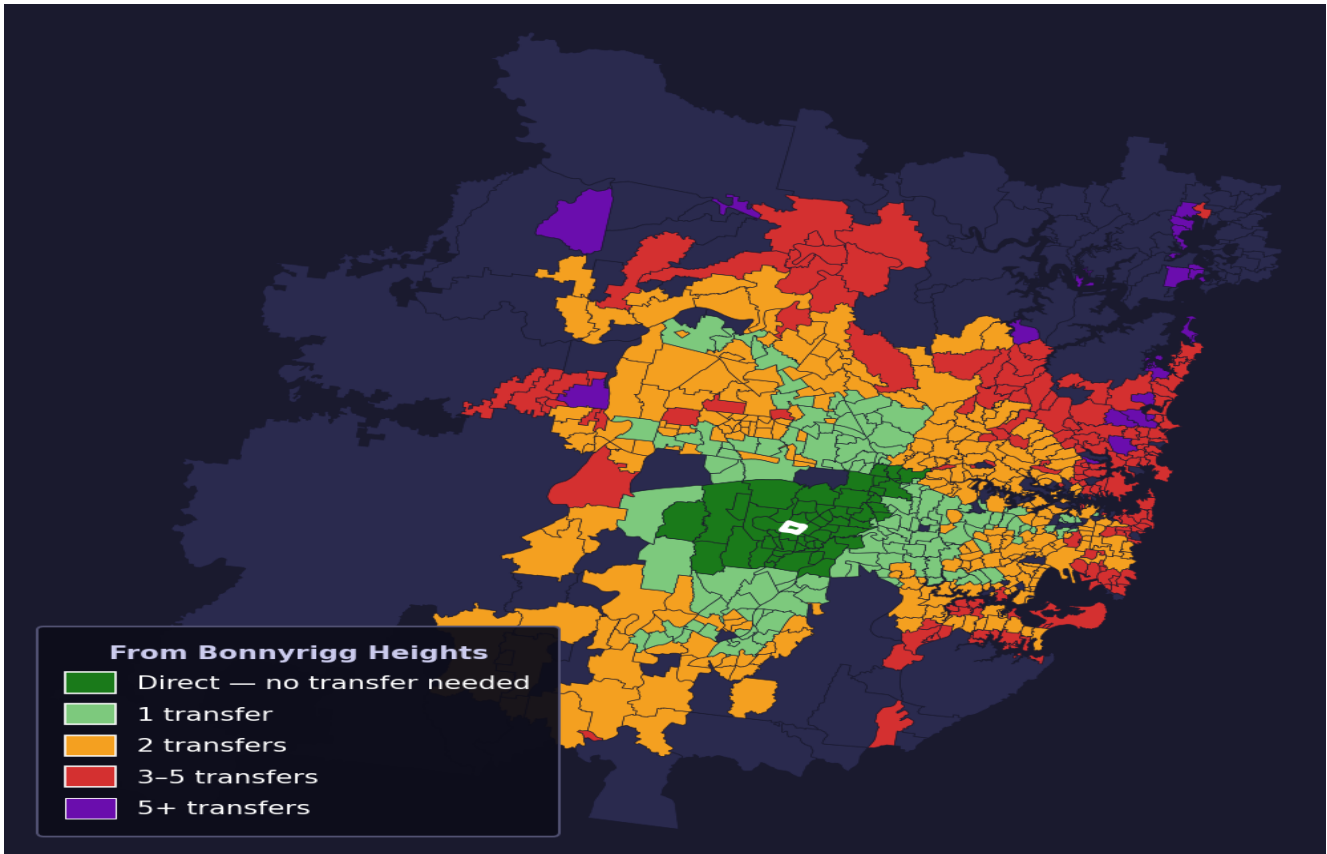 From Bonnyrigg Heights
Direct — no transfer needed
1 transfer
2 transfers
3–5 transfers
5+ transfers